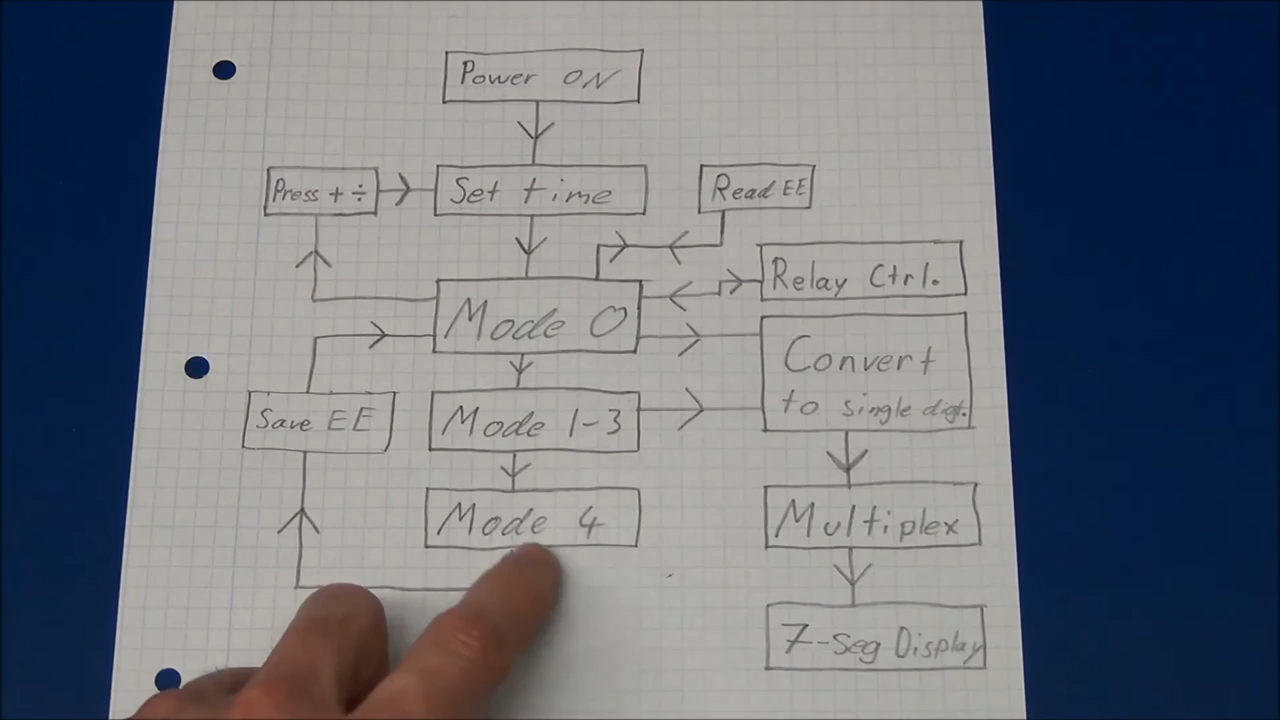 Power ON
Press + ÷
Set time
Read EE
Relay Ctrl.
Mode 0
Convert
to single digt.
Save EE
Mode 1-3
Mode 4
Multiplex
7-Seg Display